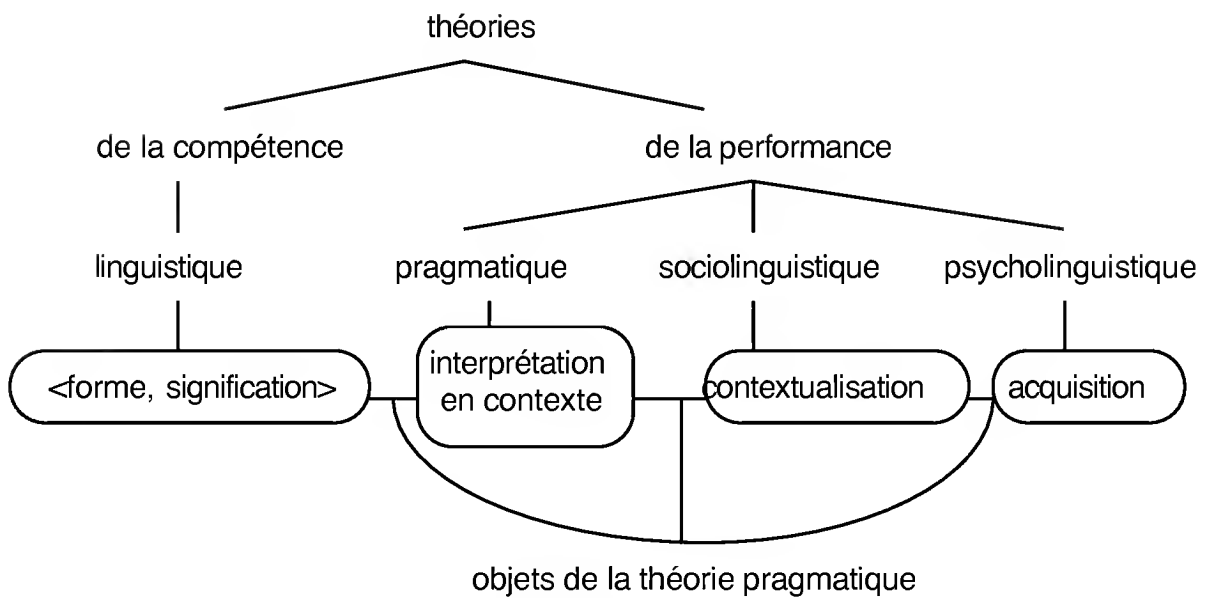 théories
de la compétence
de la performance
linguistique
pragmatique
sociolinguistique
psycholinguistique
<forme, signification>
interprétation
en contexte
contextualisation
acquisition
objets de la théorie pragmatique